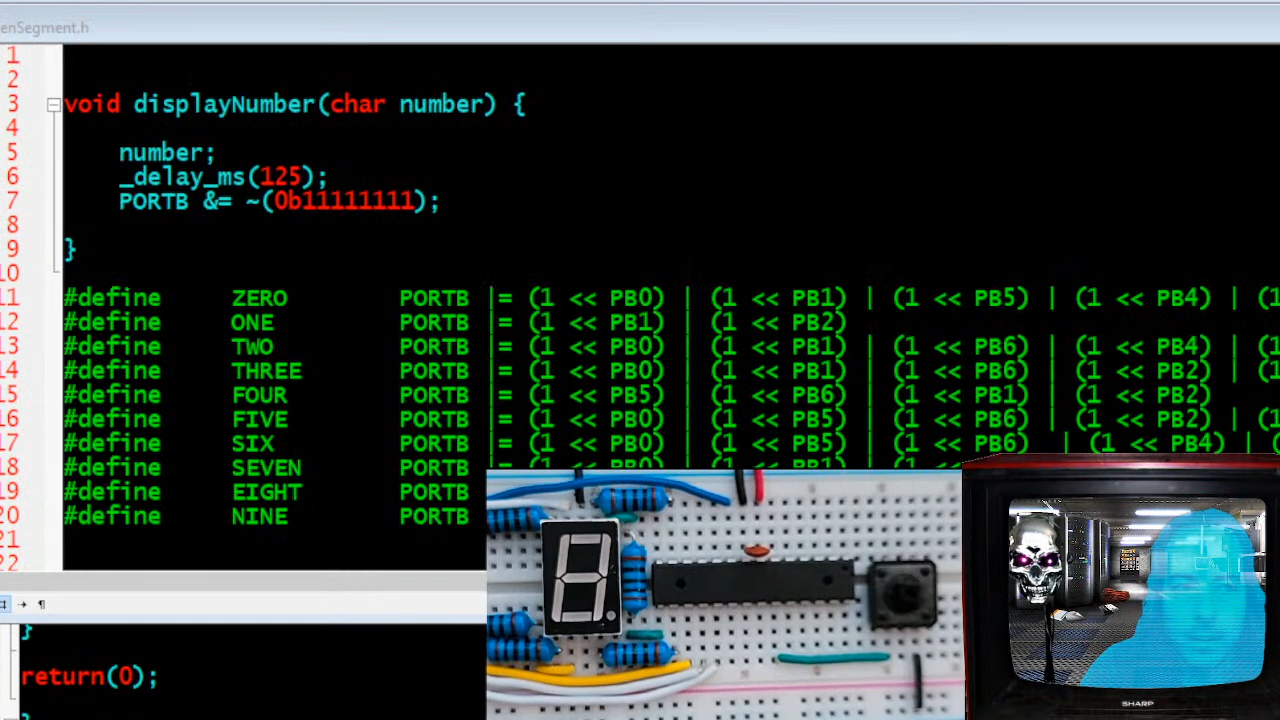 enSegment.h
1
2
3 void displayNumber(char number) {
4
5 number;
6 _delay_ms(125);
7 PORTB &= ~(0b11111111);
8
9 }
10
11 #define ZERO PORTB |= (1 << PB0) | (1 << PB1) | (1 << PB5) | (1 << PB4) | (1
12 #define ONE PORTB |= (1 << PB1) | (1 << PB2)
13 #define TWO PORTB |= (1 << PB0) | (1 << PB1) | (1 << PB6) | (1 << PB4) | (1
14 #define THREE PORTB |= (1 << PB0) | (1 << PB1) | (1 << PB6) | (1 << PB2) | (1
15 #define FOUR PORTB |= (1 << PB5) | (1 << PB6) | (1 << PB1) | (1 << PB2)
16 #define FIVE PORTB |= (1 << PB0) | (1 << PB5) | (1 << PB6) | (1 << PB2) | (1
17 #define SIX PORTB |= (1 << PB0) | (1 << PB5) | (1 << PB6) | (1 << PB4) | (
18 #define SEVEN PORTB |= (1 << PB0) | (1 << PB1) | (1 << PB2)
19 #define EIGHT PORTB
20 #define NINE PORTB
21
22
}
return(0);
}
SHARP